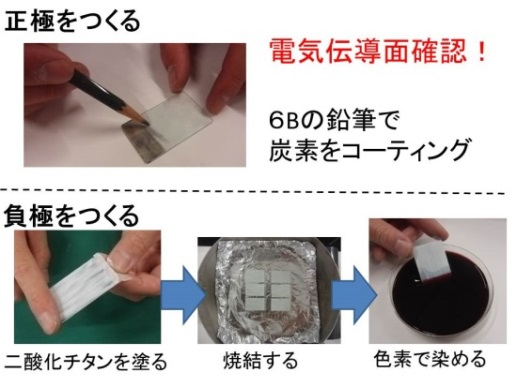 正極をつくる
電気伝導面確認！
６Bの鉛筆で
炭素をコーティング
負極をつくる
二酸化チタンを塗る
焼結する
色素で染める